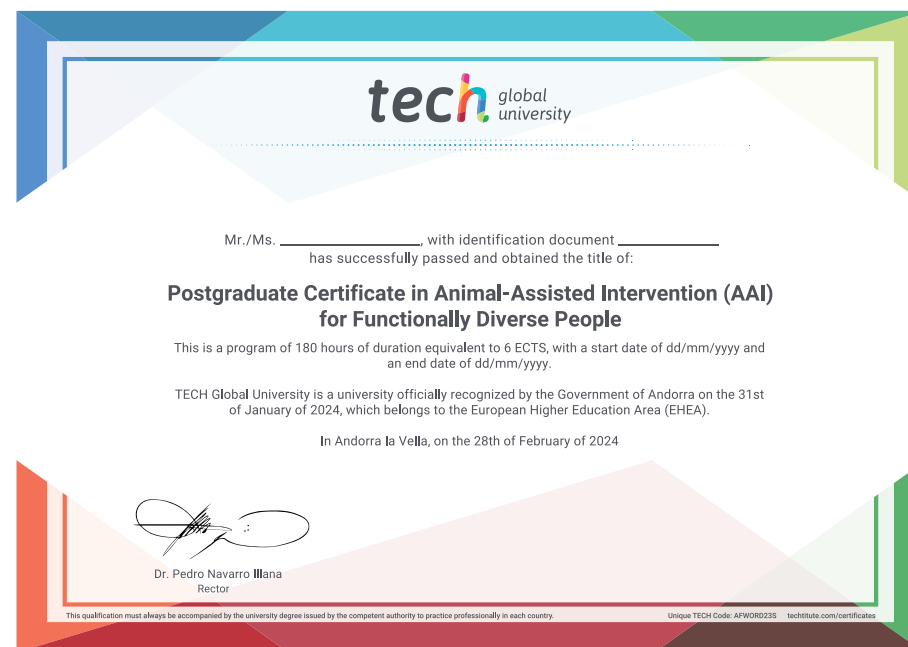 tech global university
Mr./Ms. ____________________, with identification document ______________
has successfully passed and obtained the title of:
Postgraduate Certificate in Animal-Assisted Intervention (AAI)
for Functionally Diverse People
This is a program of 180 hours of duration equivalent to 6 ECTS, with a start date of dd/mm/yyyy and
an end date of dd/mm/yyyy.
TECH Global University is a university officially recognized by the Government of Andorra on the 31st
of January of 2024, which belongs to the European Higher Education Area (EHEA).
In Andorra la Vella, on the 28th of February of 2024
Dr. Pedro Navarro Illana
Rector
This qualification must always be accompanied by the university degree issued by the competent authority to practice professionally in each country. Unique TECH Code: AFWORD23S techtitute.com/certificates